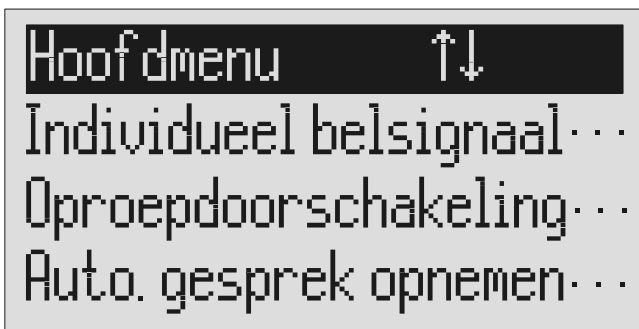 Hoofdmenu ↑↓
Individueel belsignaal···
Oproepdoorschakeling···
Auto. gesprek opnemen···